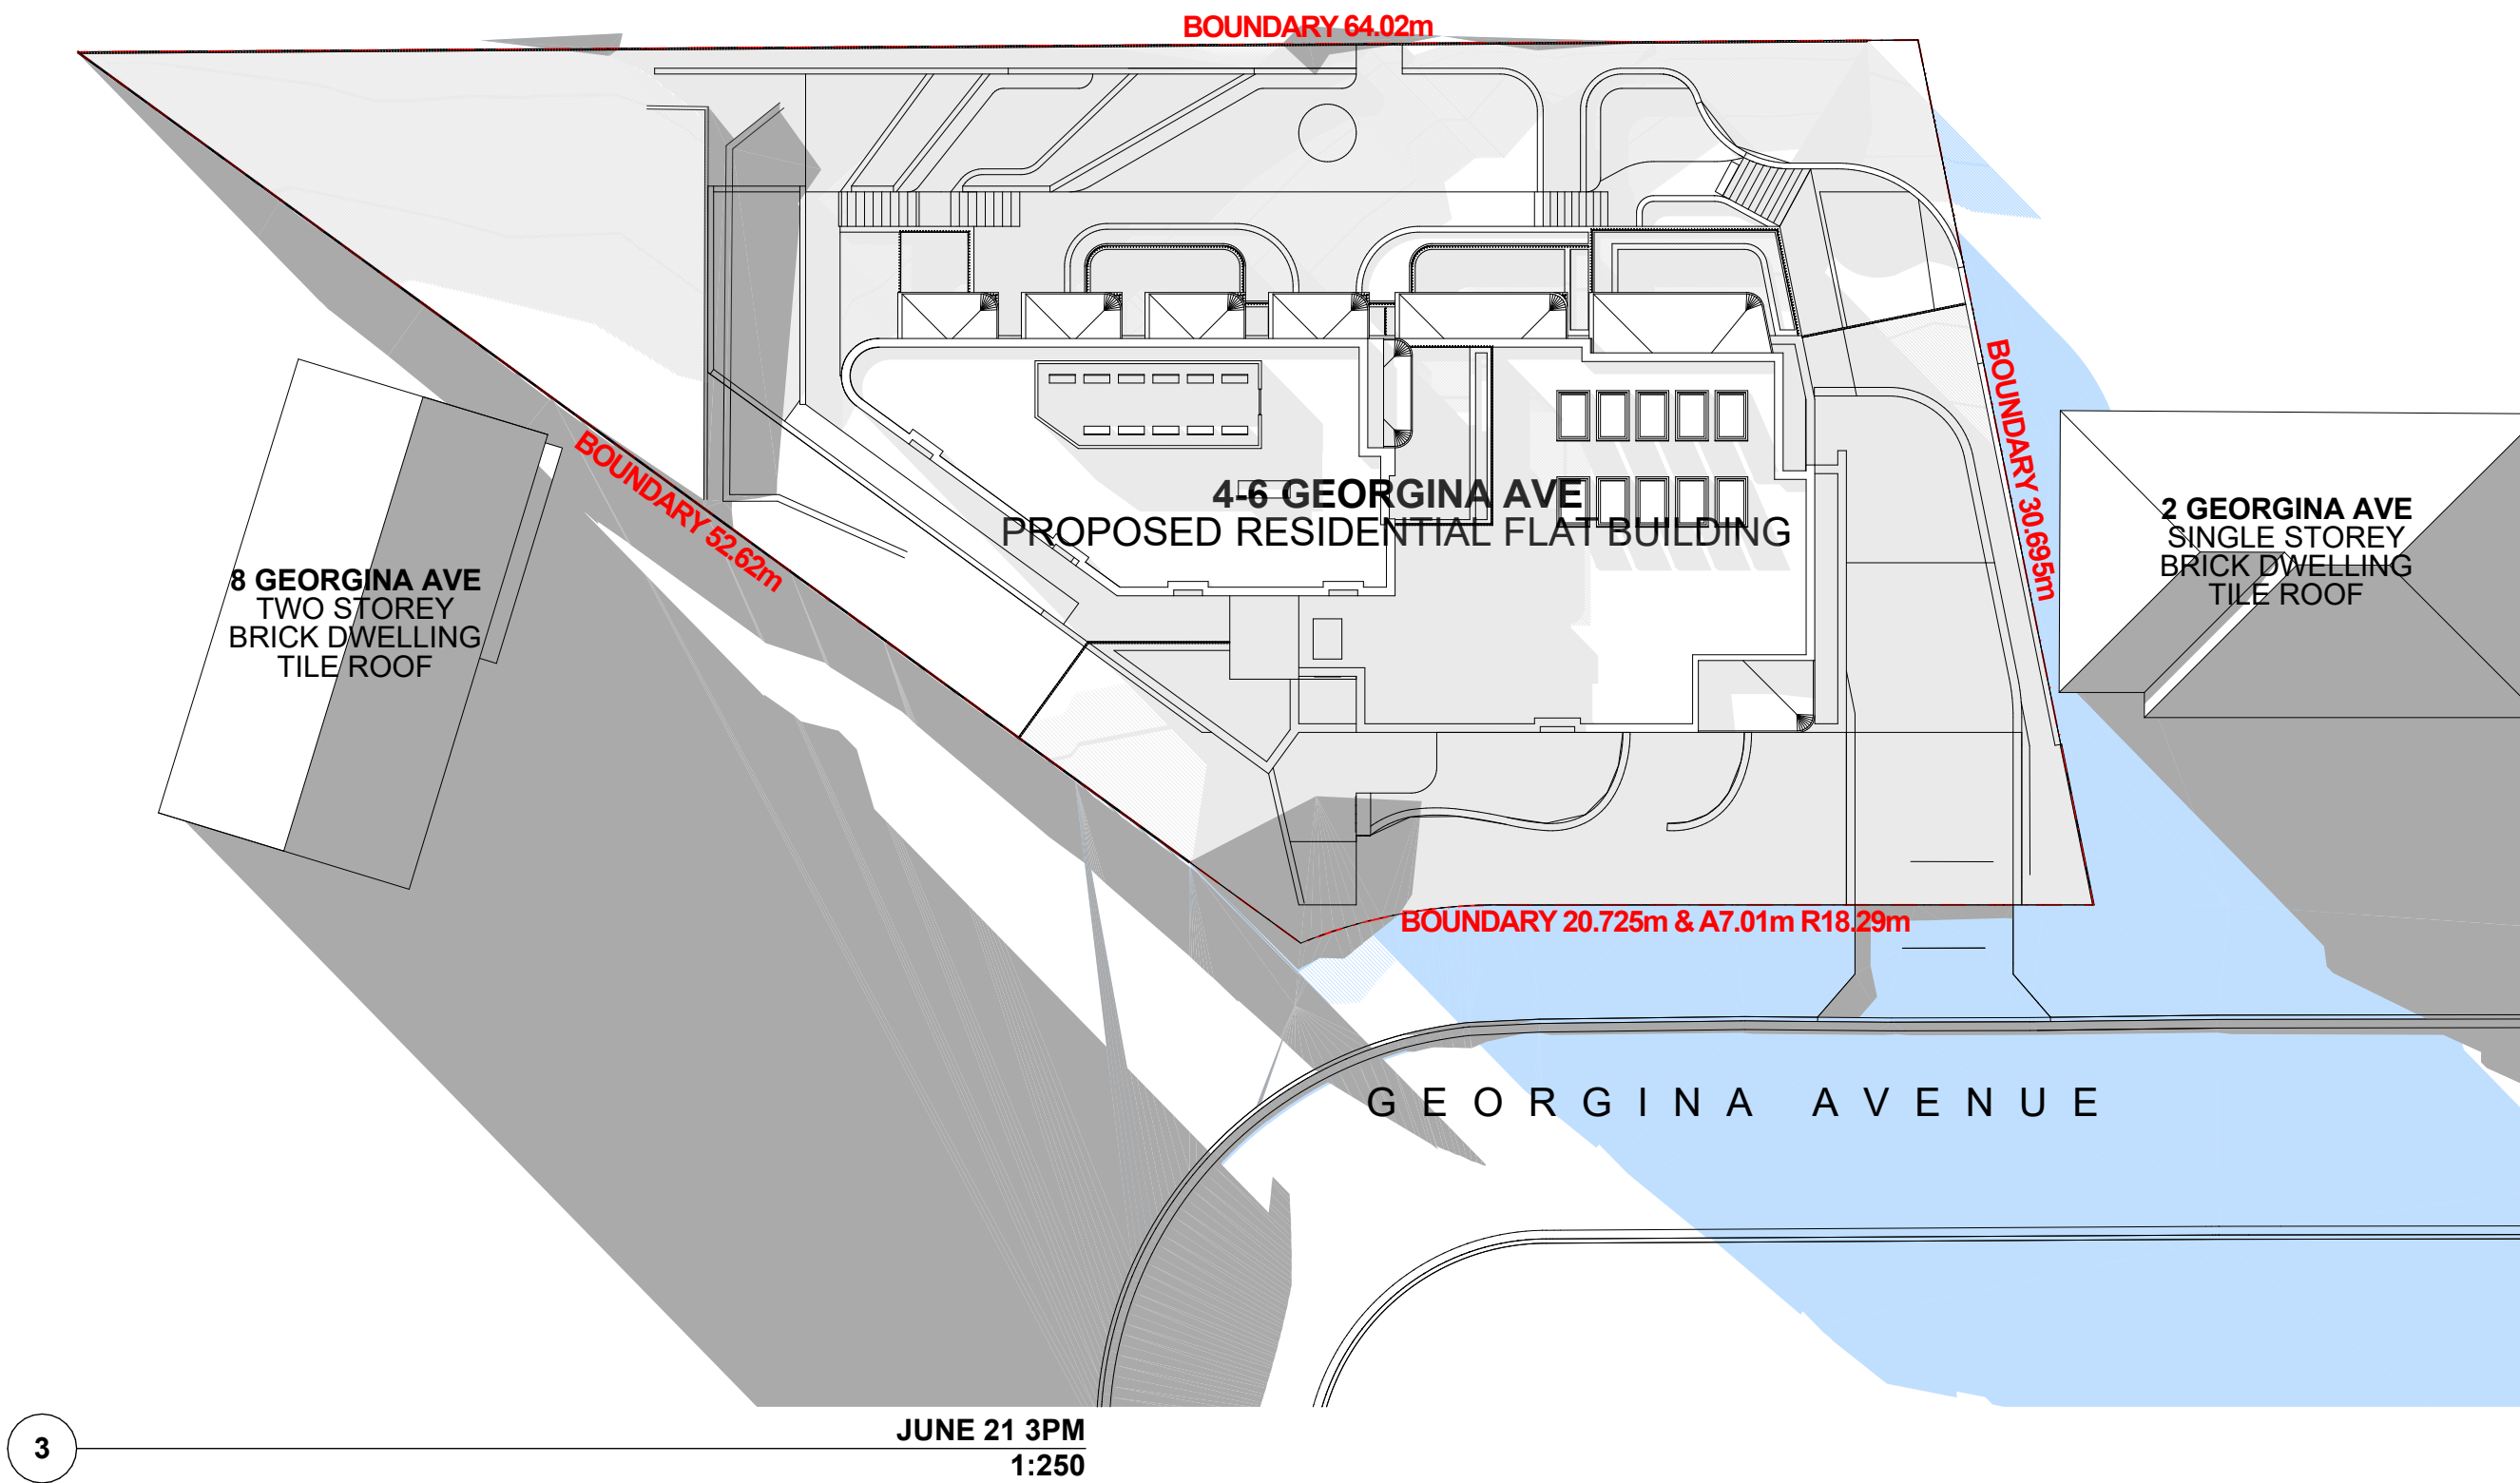 BOUNDARY 64.02m
BOUNDARY 30.695m
BOUNDARY 52.62m
4-6 GEORGINA AVE
PROPOSED RESIDENTIAL FLAT BUILDING
2 GEORGINA AVE
SINGLE STOREY
BRICK DWELLING
TILE ROOF
8 GEORGINA AVE
TWO STOREY
BRICK DWELLING
TILE ROOF
BOUNDARY 20.725m & A7.01m R18.29m
GEORGINA AVENUE
3
JUNE 21 3PM
1:250